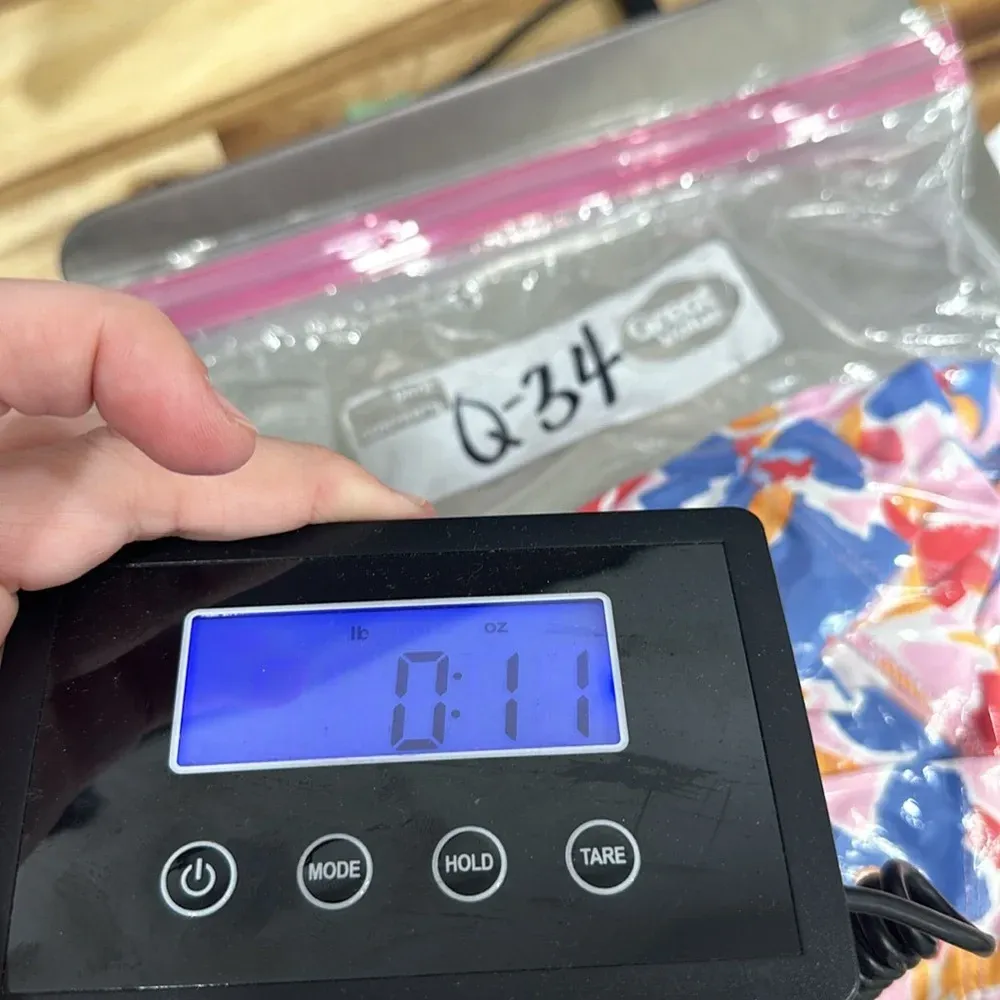 Q-34
lb oz
0:11
MODE HOLD TARE